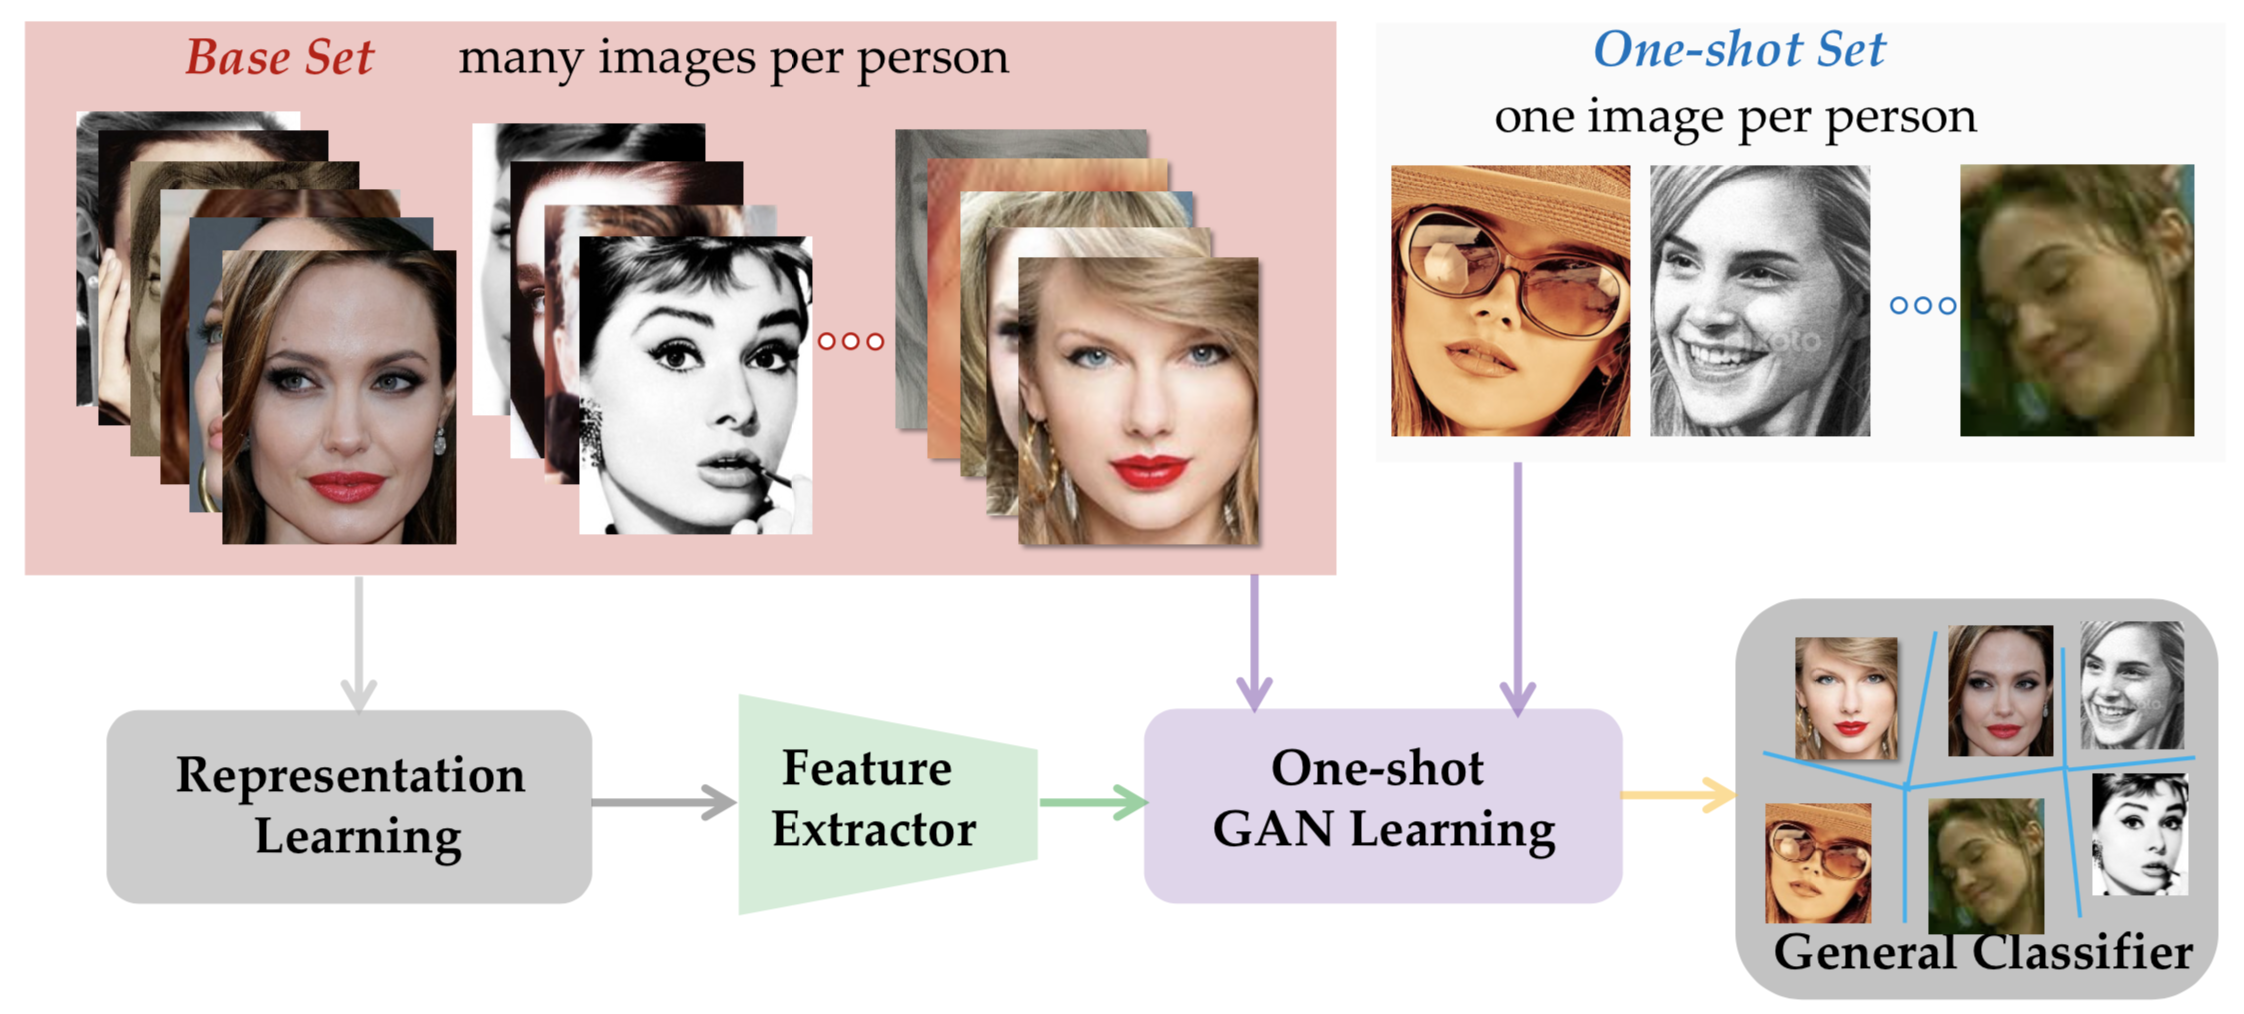 Base Set many images per person
One-shot Set
one image per person
Representation
Learning
Feature
Extractor
One-shot
GAN Learning
General Classifier